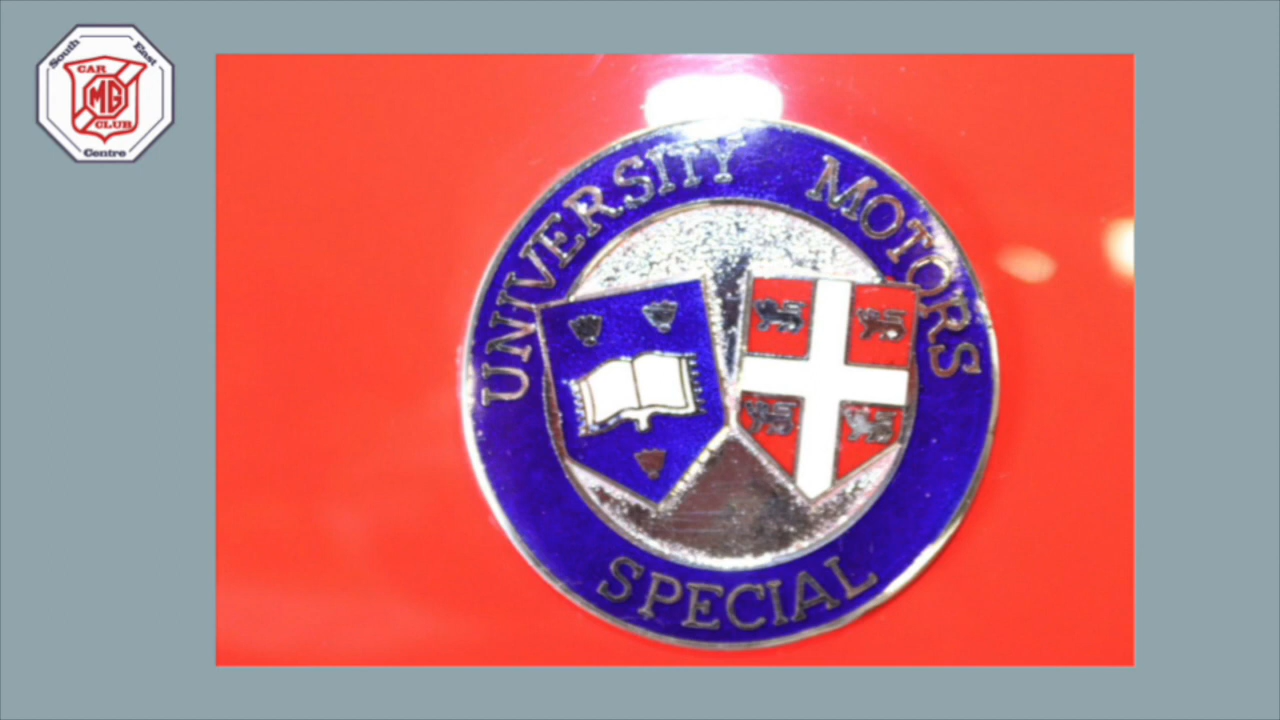 South East
CAR
MG
CLUB
Centre
UNIVERSITY MOTORS
SPECIAL